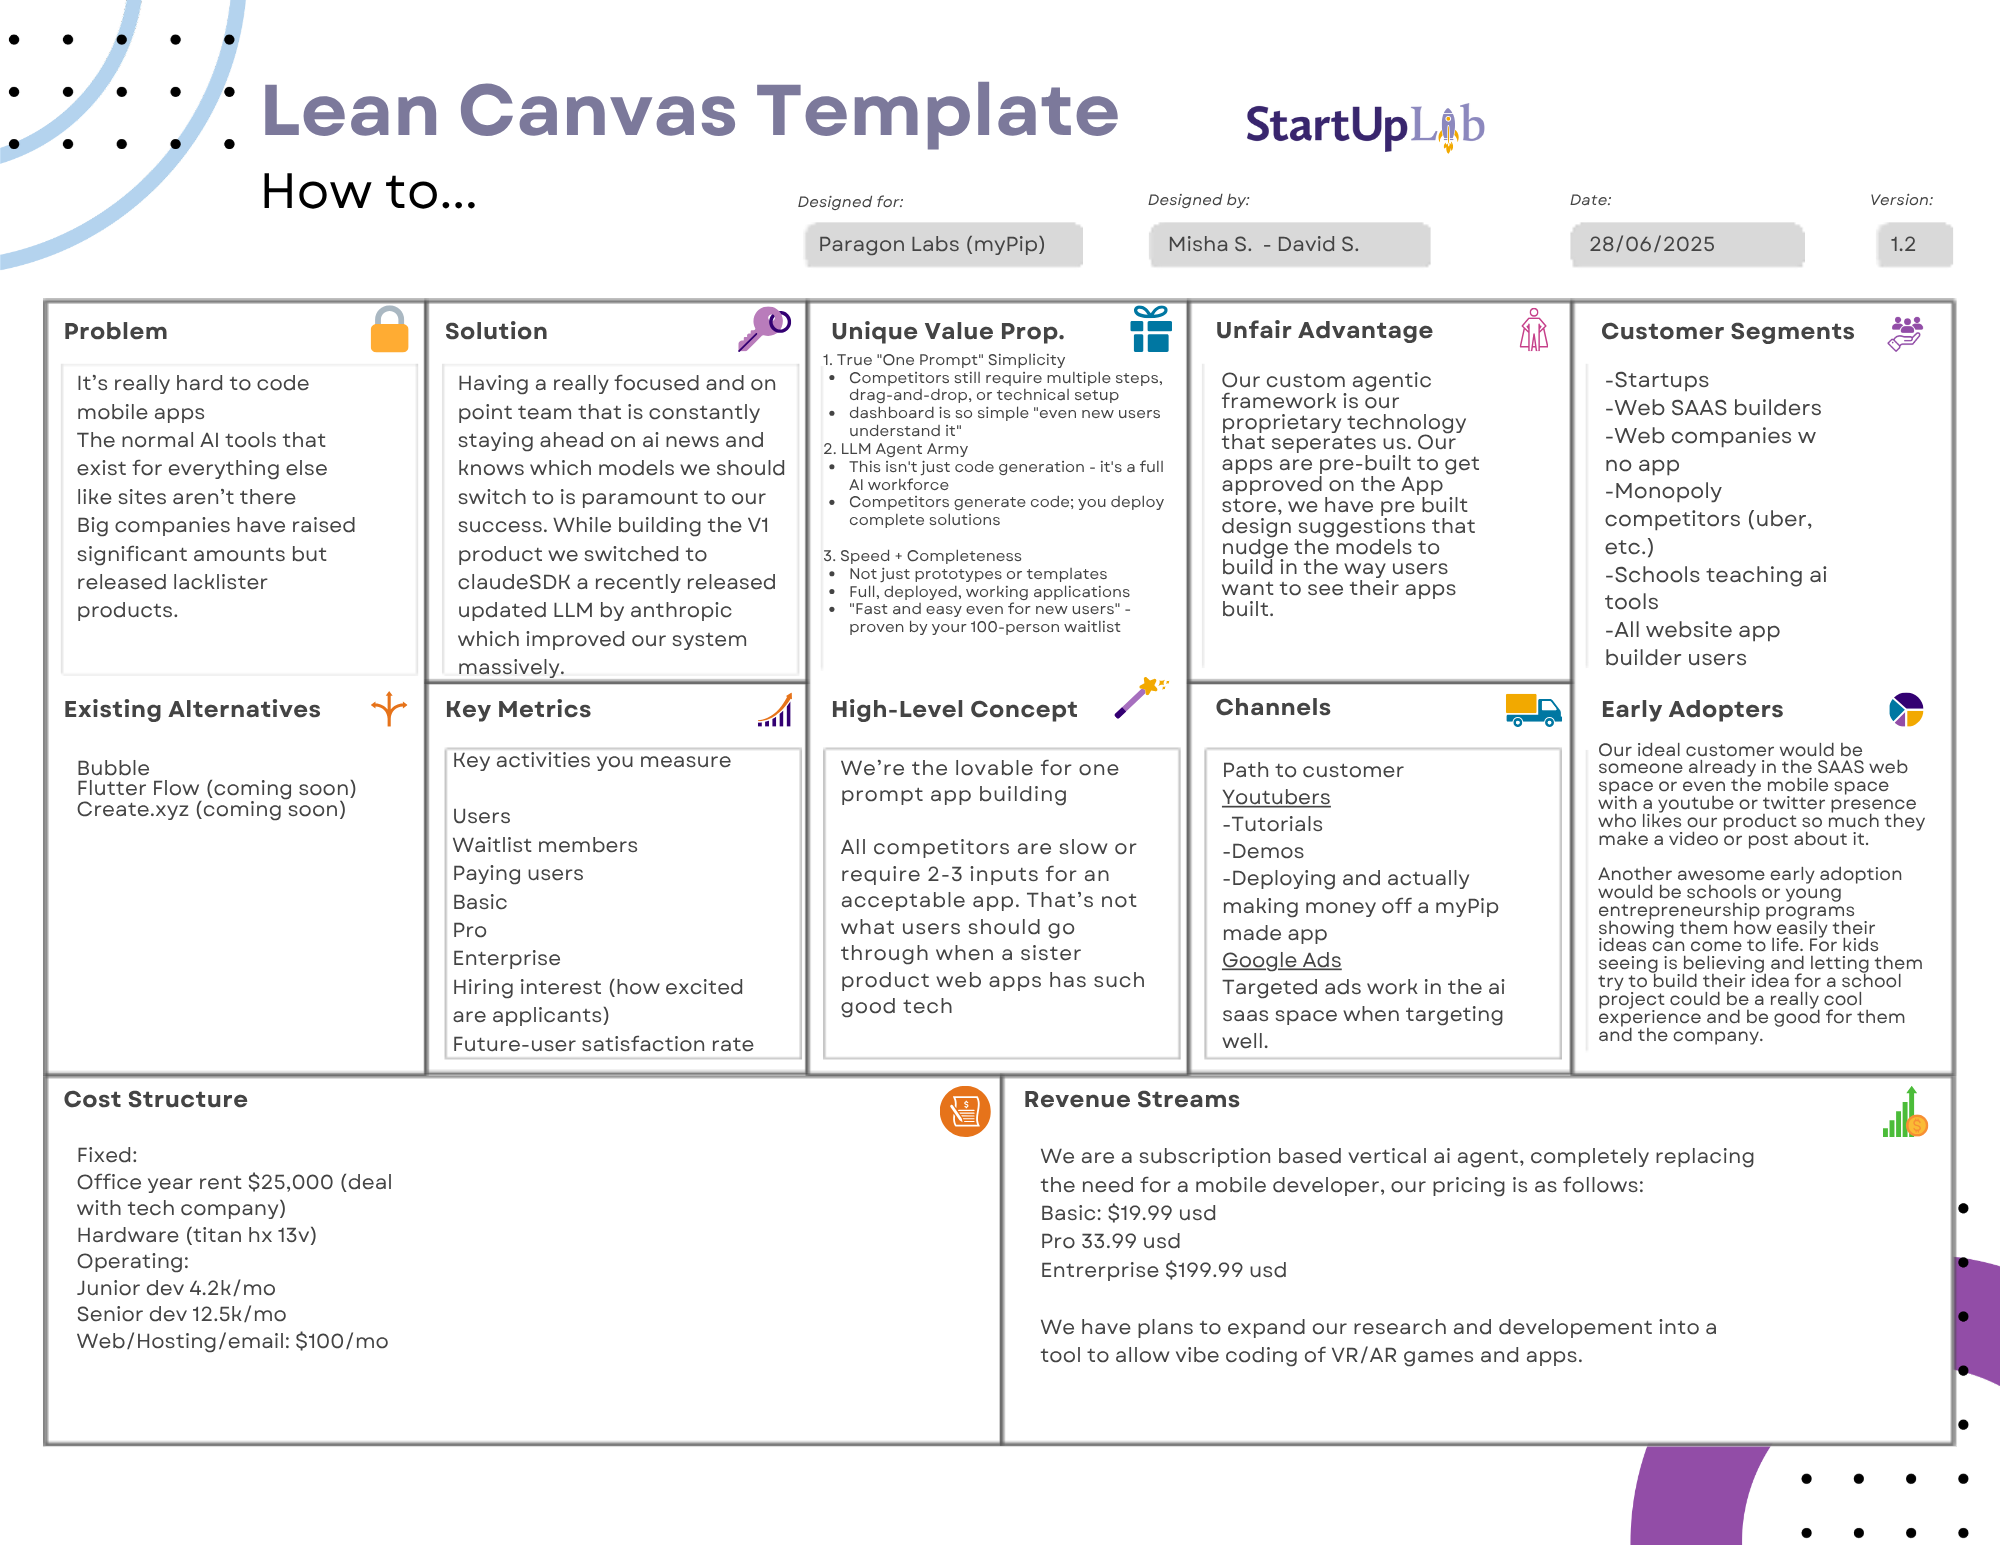 Lean Canvas Template
StartUpLab
How to...
Designed for:
Designed by:
Date:
Version:
Paragon Labs (myPip)
Misha S.  - David S.
28/06/2025
1.2
Problem
It’s really hard to code
mobile apps
The normal AI tools that
exist for everything else
like sites aren’t there
Big companies have raised
significant amounts but
released lacklister
products.
Solution
Having a really focused and on
point team that is constantly
staying ahead on ai news and
knows which models we should
switch to is paramount to our
success. While building the V1
product we switched to
claudeSDK a recently released
updated LLM by anthropic
which improved our system
massively.
Unique Value Prop.
1. True "One Prompt" Simplicity
• Competitors still require multiple steps,
drag-and-drop, or technical setup
• dashboard is so simple "even new users
understand it"
2. LLM Agent Army
• This isn't just code generation - it's a full
AI workforce
• Competitors generate code; you deploy
complete solutions
3. Speed + Completeness
• Not just prototypes or templates
• Full, deployed, working applications
• "Fast and easy even for new users" -
proven by your 100-person waitlist
Unfair Advantage
Our custom agentic
framework is our
proprietary technology
that seperates us. Our
apps are pre-built to get
approved on the App
store, we have pre built
design suggestions that
nudge the models to
build in the way users
want to see their apps
built.
Customer Segments
-Startups
-Web SAAS builders
-Web companies w
no app
-Monopoly
competitors (uber,
etc.)
-Schools teaching ai
tools
-All website app
builder users
Existing Alternatives
Bubble
Flutter Flow (coming soon)
Create.xyz (coming soon)
Key Metrics
Key activities you measure
Users
Waitlist members
Paying users
Basic
Pro
Enterprise
Hiring interest (how excited
are applicants)
Future-user satisfaction rate
High-Level Concept
We’re the lovable for one
prompt app building
All competitors are slow or
require 2-3 inputs for an
acceptable app. That’s not
what users should go
through when a sister
product web apps has such
good tech
Channels
Path to customer
Youtubers
-Tutorials
-Demos
-Deploying and actually
making money off a myPip
made app
Google Ads
Targeted ads work in the ai
saas space when targeting
well.
Early Adopters
Our ideal customer would be
someone already in the SAAS web
space or even the mobile space
with a youtube or twitter presence
who likes our product so much they
make a video or post about it.
Another awesome early adoption
would be schools or young
entrepreneurship programs
showing them how easily their
ideas can come to life. For kids
seeing is believing and letting them
try to build their idea for a school
project could be a really cool
experience and be good for them
and the company.
Cost Structure
Fixed:
Office year rent $25,000 (deal
with tech company)
Hardware (titan hx 13v)
Operating:
Junior dev 4.2k/mo
Senior dev 12.5k/mo
Web/Hosting/email: $100/mo
Revenue Streams
We are a subscription based vertical ai agent, completely replacing
the need for a mobile developer, our pricing is as follows:
Basic: $19.99 usd
Pro 33.99 usd
Entrerprise $199.99 usd
We have plans to expand our research and developement into a
tool to allow vibe coding of VR/AR games and apps.